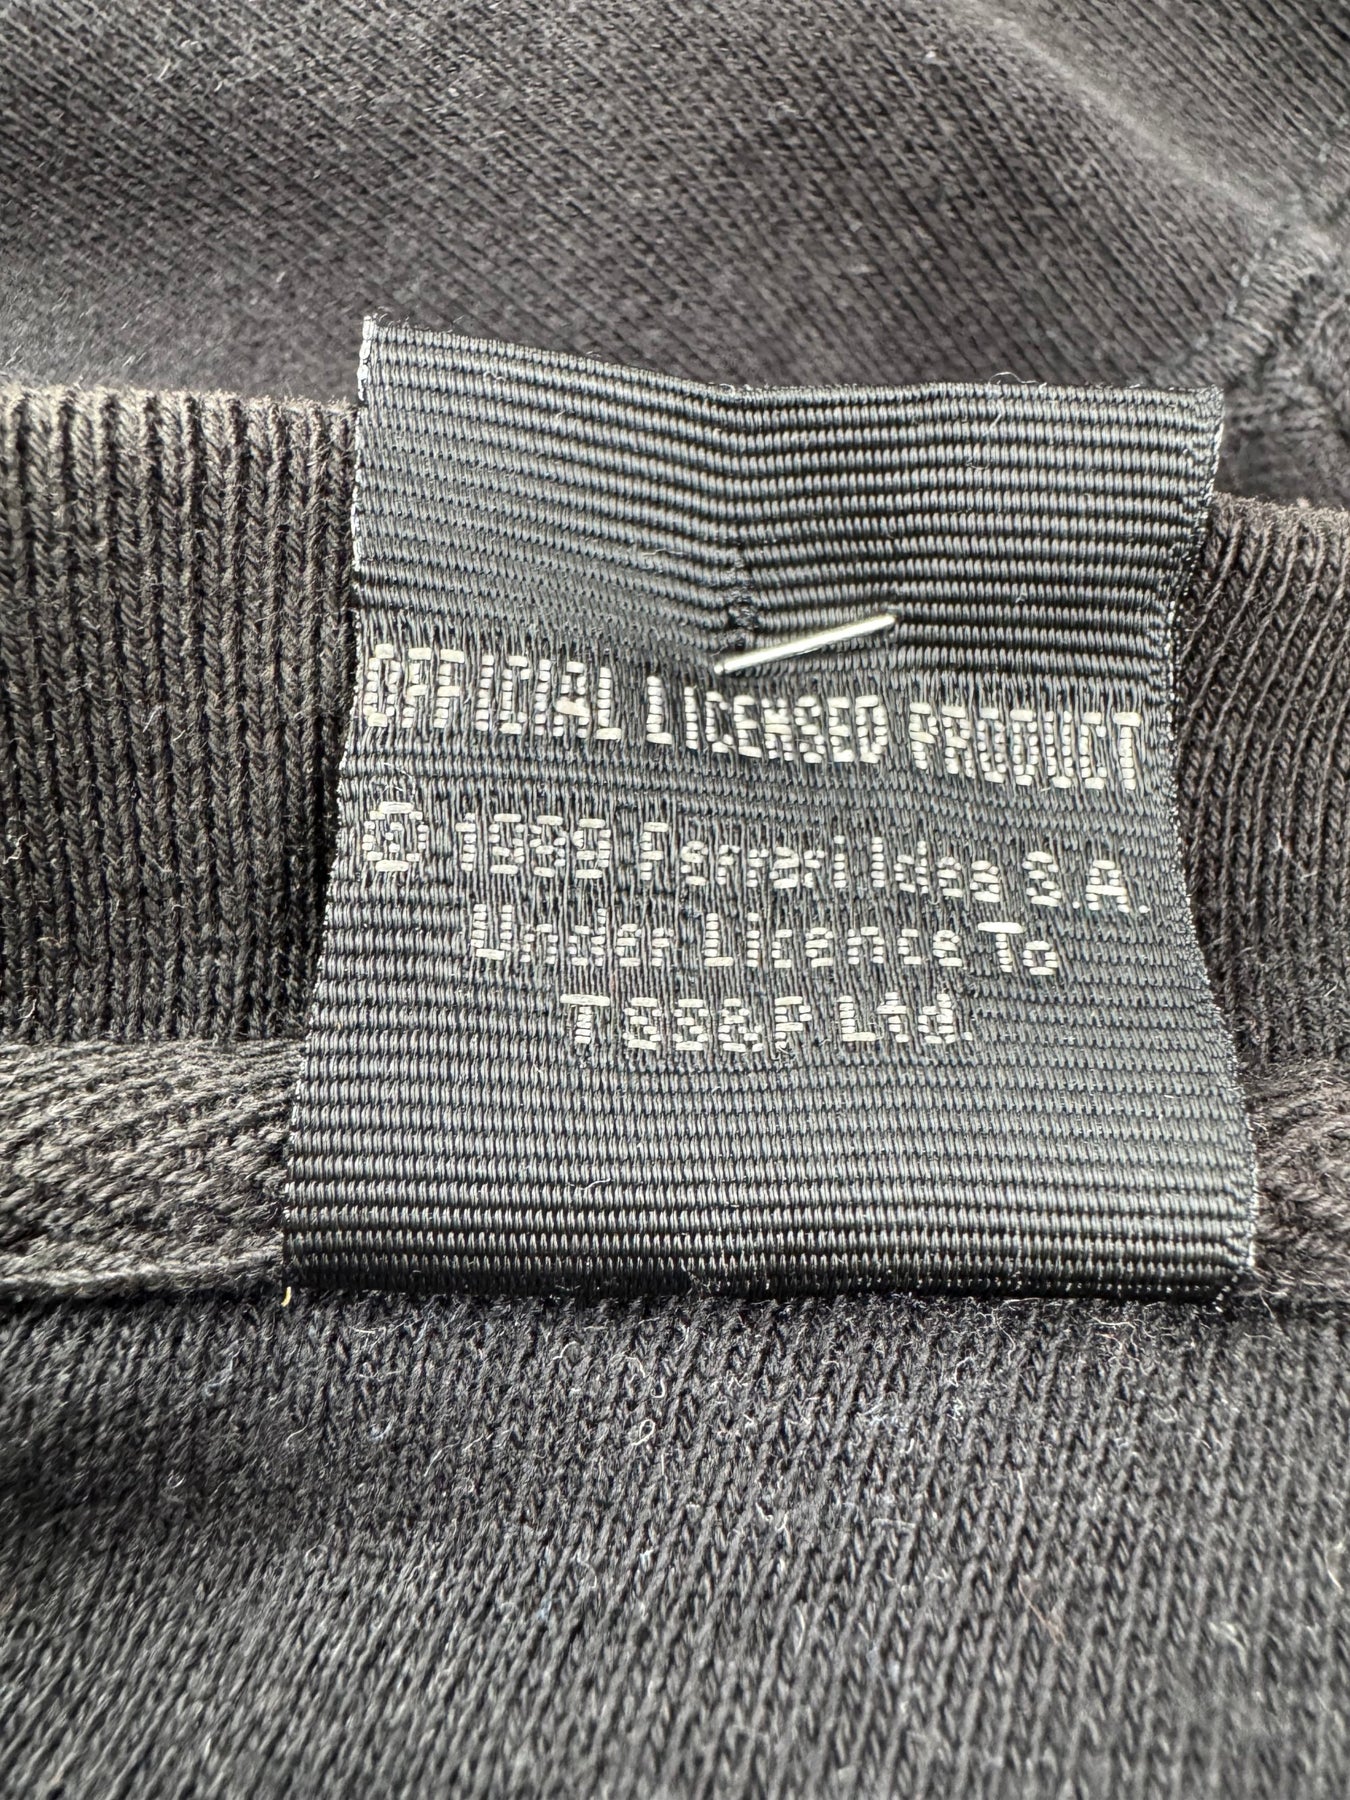 OFFICIAL LICENSED PRODUCT
© 1999 Ferrari Idea S.A.
Under Licence To
TSS&P Ltd.